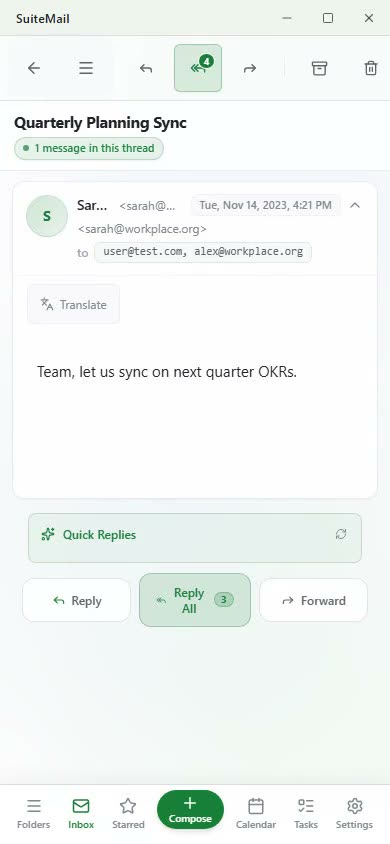 SuiteMail
4
Quarterly Planning Sync
1 message in this thread
S
Sar... <sarah@... Tue, Nov 14, 2023, 4:21 PM
<sarah@workplace.org>
to user@test.com, alex@workplace.org
Translate
Team, let us sync on next quarter OKRs.
Quick Replies
Reply
Reply All 3
Forward
Folders
Inbox
Starred
Compose
Calendar
Tasks
Settings